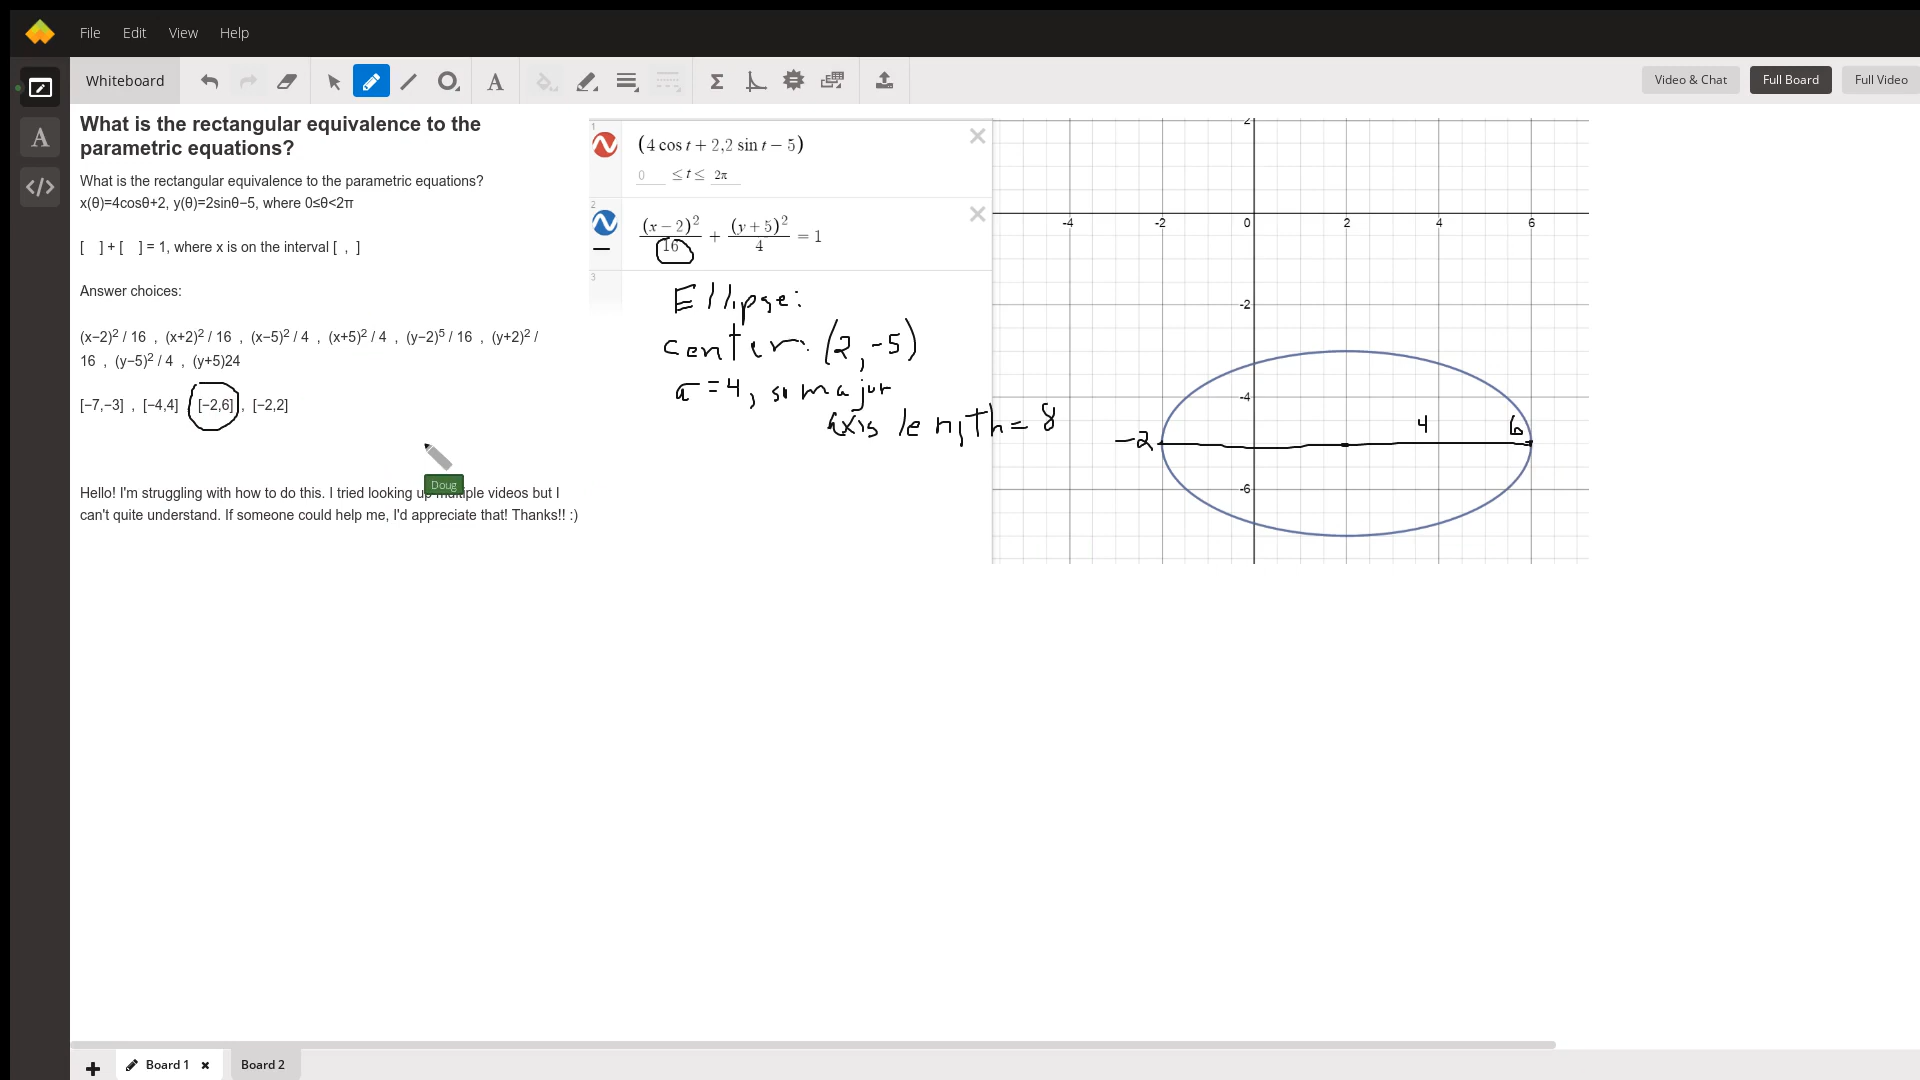 File Edit View Help
Whiteboard
Video & Chat Full Board Full Video
What is the rectangular equivalence to the
parametric equations?
What is the rectangular equivalence to the parametric equations?
x(θ)=4cosθ+2, y(θ)=2sinθ−5, where 0≤θ<2π
[ ] + [ ] = 1, where x is on the interval [ , ]
Answer choices:
(x−2)² / 16 , (x+2)² / 16 , (x−5)² / 4 , (x+5)² / 4 , (y−2)⁵ / 16 , (y+2)² /
16 , (y−5)² / 4 , (y+5)24
[−7,−3] , [−4,4] [−2,6] , [−2,2]
Doug
Hello! I'm struggling with how to do this. I tried looking up multiple videos but I
can't quite understand. If someone could help me, I'd appreciate that! Thanks!! :)
1
(4 cos t + 2,2 sin t − 5)
0 ≤ t ≤ 2π
2
(x − 2)²/16 + (y + 5)²/4 = 1
3
Ellipse:
center: (2, -5)
a = 4, so major
axis length = 8
2
-4 -2 0 2 4 6
-2
-4
-6
-2 4 6
Board 1 Board 2